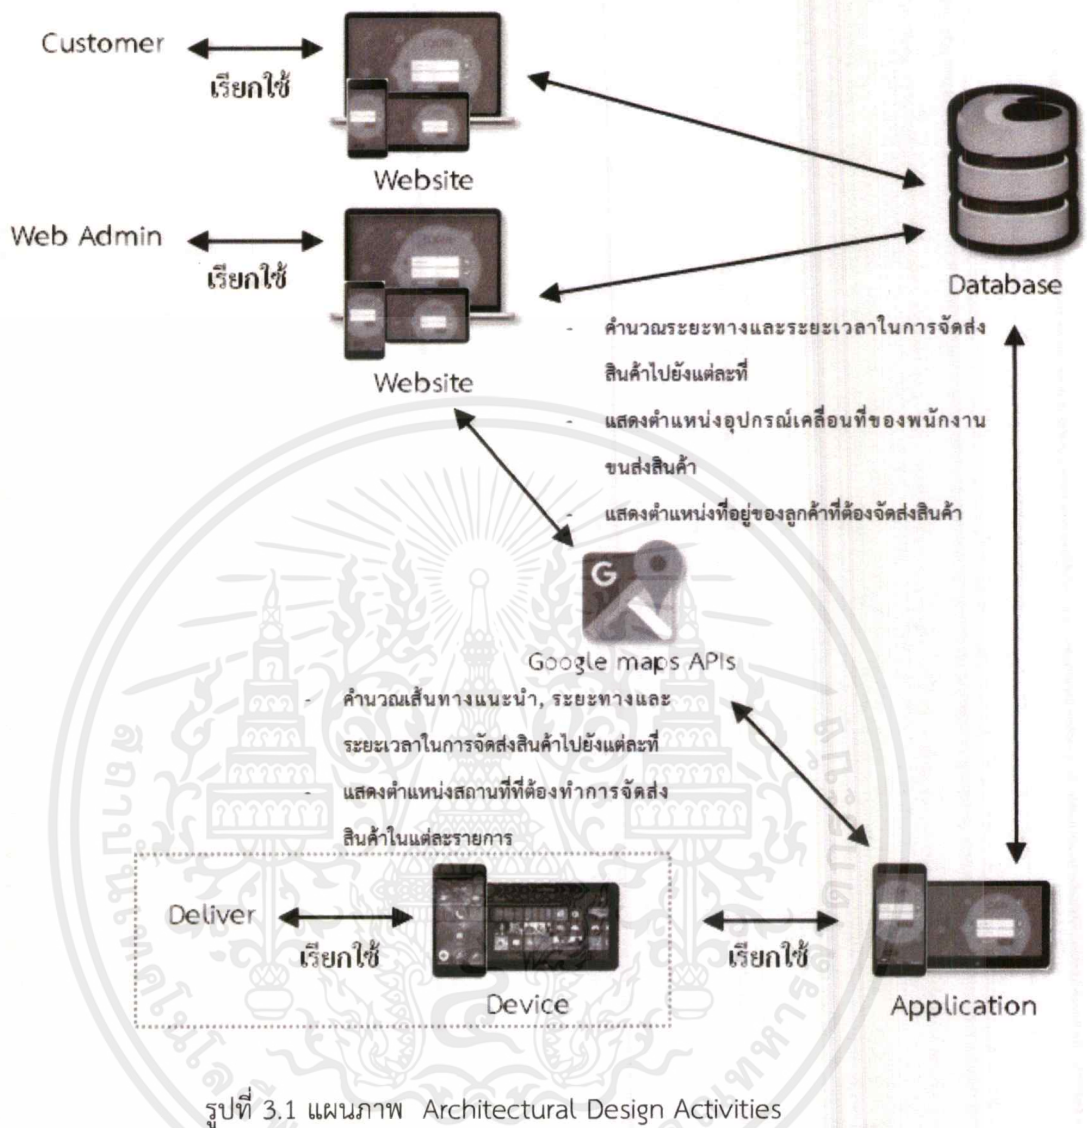 Customer
เรียกใช้
Website
Web Admin
เรียกใช้
Website
Database
- คำนวณระยะทางและระยะเวลาในการจัดส่ง
สินค้าไปยังแต่ละที่
- แสดงตำแหน่งอุปกรณ์เคลื่อนที่ของพนักงาน
ขนส่งสินค้า
- แสดงตำแหน่งที่อยู่ของลูกค้าที่ต้องจัดส่งสินค้า
G
Google maps APIs
- คำนวณเส้นทางแนะนำ, ระยะทางและ
ระยะเวลาในการจัดส่งสินค้าไปยังแต่ละที่
- แสดงตำแหน่งสถานที่ที่ต้องทำการจัดส่ง
สินค้าในแต่ละรายการ
Deliver
เรียกใช้
Device
เรียกใช้
Application
รูปที่ 3.1 แผนภาพ Architectural Design Activities